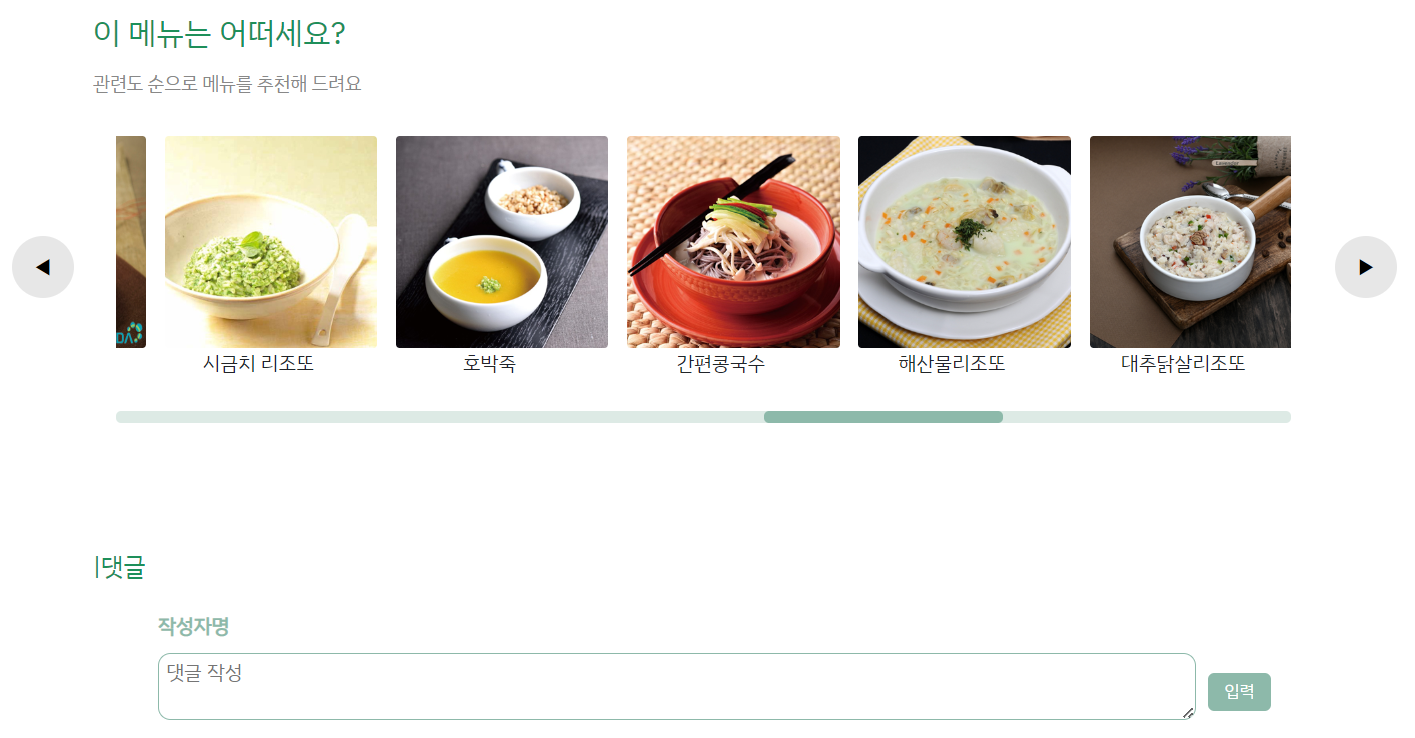 이 메뉴는 어떠세요?
관련도 순으로 메뉴를 추천해 드려요
◀
▶
시금치 리조또
호박죽
간편콩국수
해산물리조또
대추닭살리조또
|댓글
작성자명
댓글 작성
입력